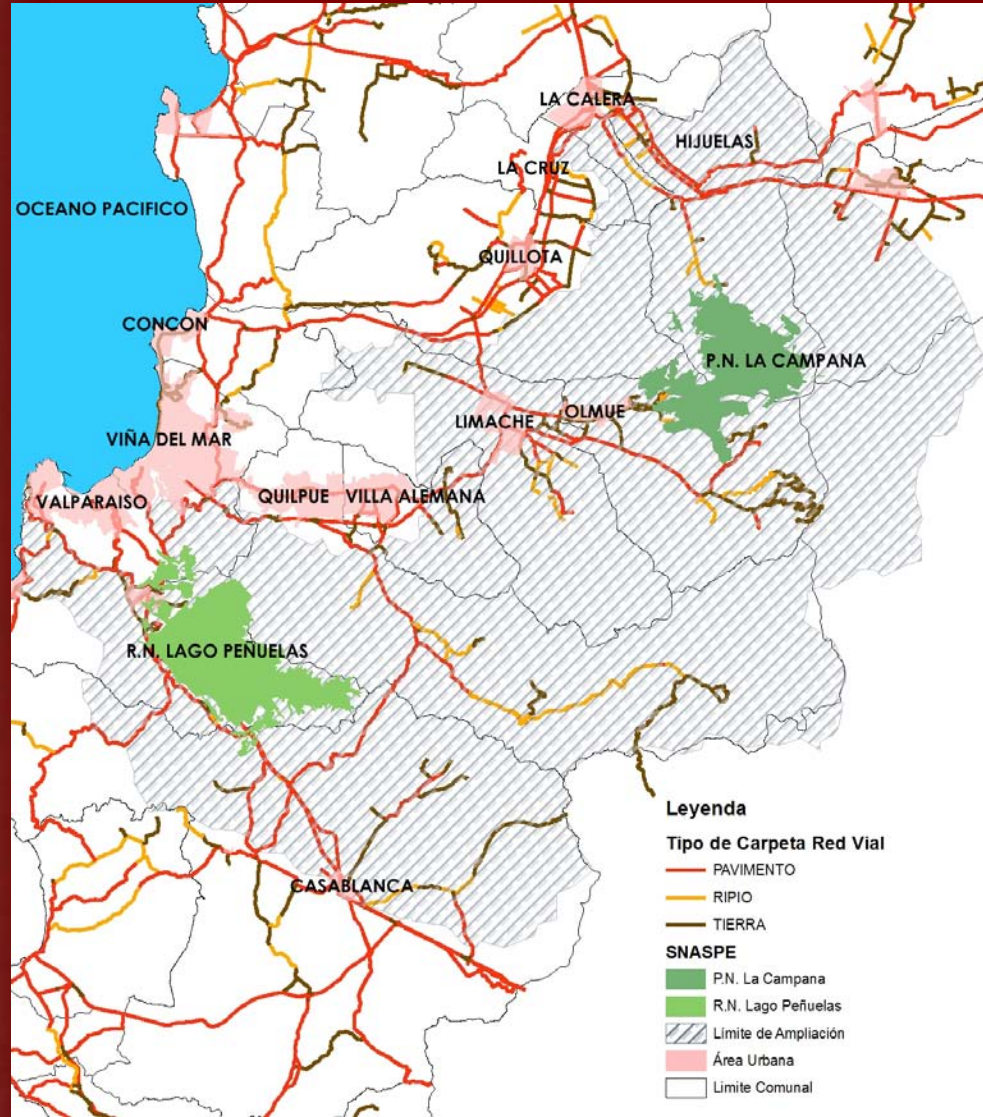 LA CALERA
HIJUELAS
LA CRUZ
OCEANO PACIFICO
QUILLOTA
CONCON
P.N. LA CAMPANA
OLMUE
LIMACHE
VIÑA DEL MAR
QUILPUE
VILLA ALEMANA
VALPARAISO
R.N. LAGO PEÑUELAS
CASABLANCA
Leyenda
Tipo de Carpeta Red Vial
PAVIMENTO
RIPIO
TIERRA
SNASPE
P.N. La Campana
R.N. Lago Peñuelas
Límite de Ampliación
Área Urbana
Limite Comunal